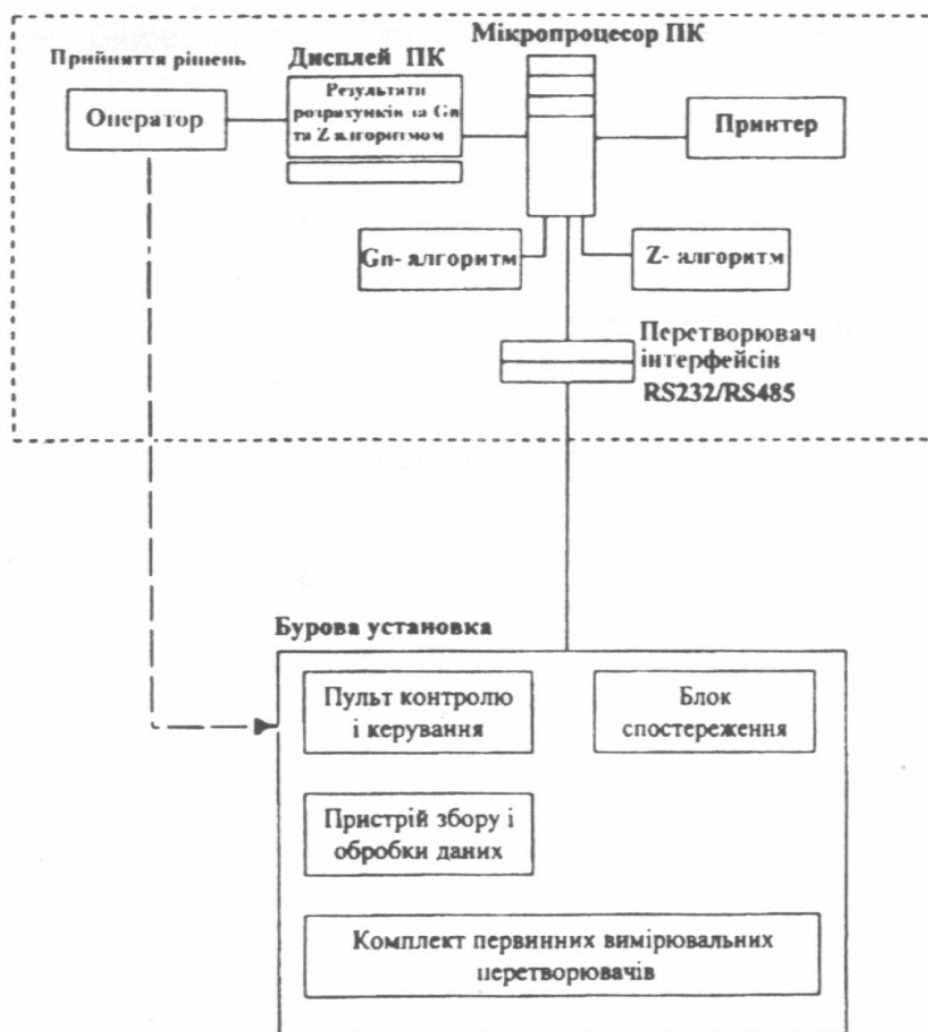 Мікропроцесор ПК
Прийняття рішень
Дисплей ПК
Оператор
Результати
розрахунків за Gn
та Z алгоритмом
Принтер
Gn- алгоритм
Z- алгоритм
Перетворювач
інтерфейсів
RS232/RS485
Бурова установка
Пульт контролю
і керування
Блок
спостереження
Пристрій збору і
обробки даних
Комплект первинних вимірювальних
перетворювачів